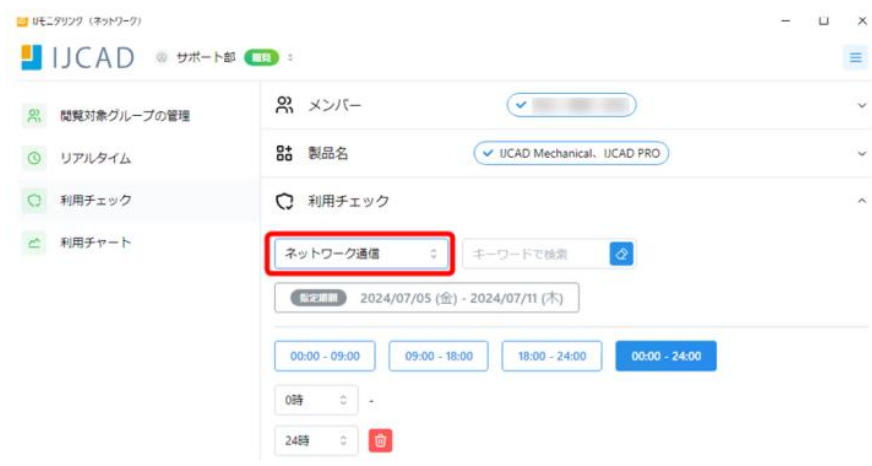 IJモニタリング（ネットワーク）
IJCAD サポート部 閲覧
閲覧対象グループの管理
リアルタイム
利用チェック
利用チャート
メンバー
製品名 IJCAD Mechanical、IJCAD PRO
利用チェック
ネットワーク通信 キーワードで検索
指定期間 2024/07/05 (金) - 2024/07/11 (木)
00:00 - 09:00 09:00 - 18:00 18:00 - 24:00 00:00 - 24:00
0時 -
24時